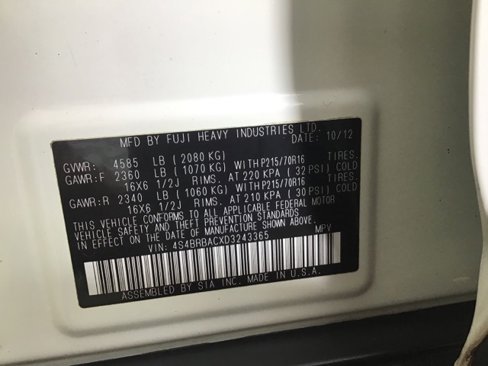 MFD BY FUJI HEAVY INDUSTRIES LTD.
DATE: 10/12
GVWR: 4585 LB ( 2080 KG)
GAWR:F 2360 LB ( 1070 KG) WITH P215/70R16 TIRES.
16X6 1/2J RIMS. AT 220 KPA ( 32 PSI) COLD
GAWR:R 2340 LB ( 1060 KG) WITH P215/70R16 TIRES.
16X6 1/2J RIMS. AT 210 KPA ( 30 PSI) COLD
THIS VEHICLE CONFORMS TO ALL APPLICABLE FEDERAL MOTOR
VEHICLE SAFETY AND THEFT PREVENTION STANDARDS
IN EFFECT ON THE DATE OF MANUFACTURE SHOWN ABOVE.
VIN: 4S4BRBACXD3243365 MPV
ASSEMBLED BY SIA INC. MADE IN U.S.A.